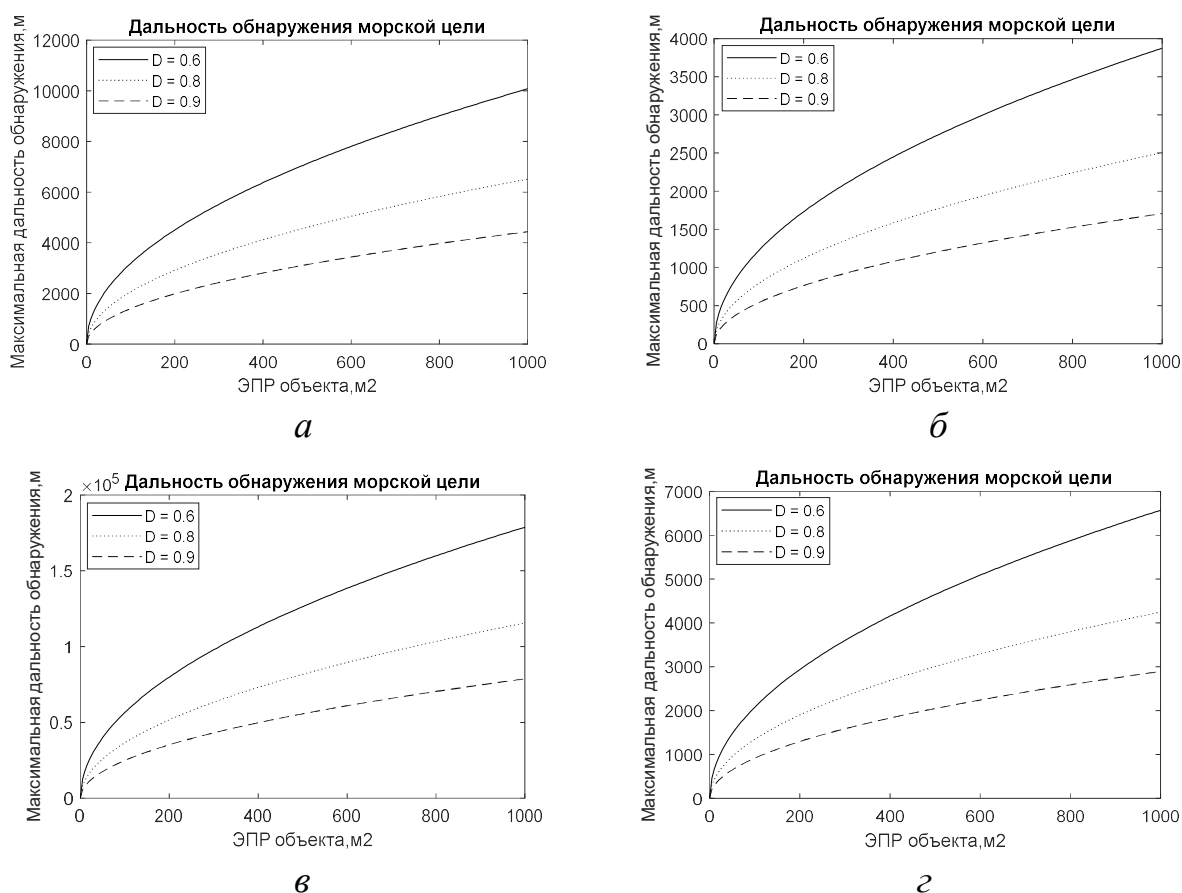 Дальность обнаружения морской цели
Максимальная дальность обнаружения,м
12000
10000
8000
6000
4000
2000
0
D = 0.6
D = 0.8
D = 0.9
0 200 400 600 800 1000
ЭПР объекта,м2
а
Дальность обнаружения морской цели
Максимальная дальность обнаружения,м
4000
3500
3000
2500
2000
1500
1000
500
0
D = 0.6
D = 0.8
D = 0.9
0 200 400 600 800 1000
ЭПР объекта,м2
б
×10⁵ Дальность обнаружения морской цели
Максимальная дальность обнаружения,м
2
1.5
1
0.5
0
D = 0.6
D = 0.8
D = 0.9
0 200 400 600 800 1000
ЭПР объекта,м2
в
Дальность обнаружения морской цели
Максимальная дальность обнаружения,м
7000
6000
5000
4000
3000
2000
1000
0
D = 0.6
D = 0.8
D = 0.9
0 200 400 600 800 1000
ЭПР объекта,м2
г